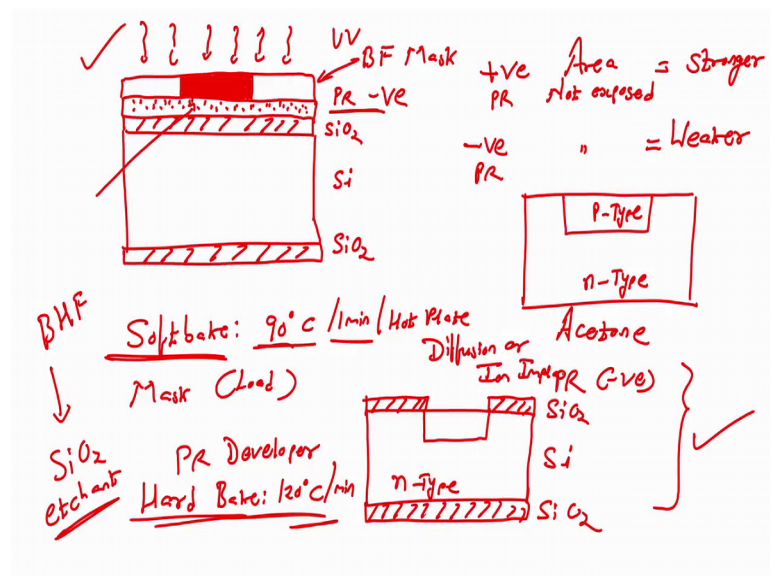 UV
BF Mask
PR -ve
SiO2
Si
SiO2
+ve Area = Stronger
PR Not exposed
-ve " = Weaker
PR
P-Type
n-Type
BHF
SiO2
etchant
Softbake: 90°C /1min/ Hot Plate
Mask (Load)
PR Developer
Hard Bake: 120°C/min
Acetone
Diffusion or
Ion Impl
PR (-ve)
SiO2
Si
n-Type
SiO2